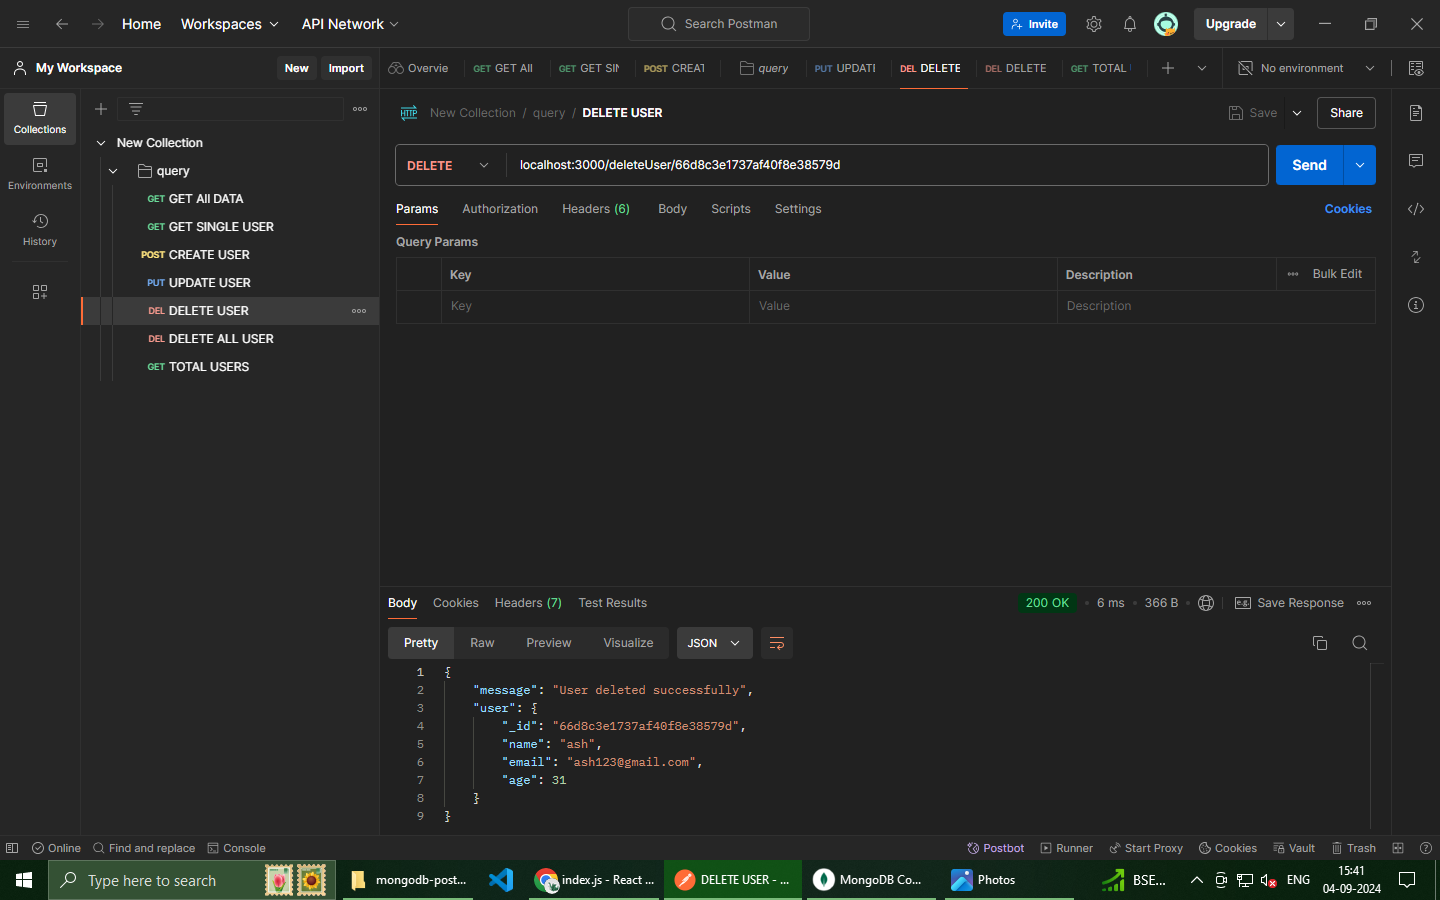 Home
Workspaces
API Network
Search Postman
Invite
Upgrade
My Workspace
New
Import
Overvie
GET GET All
GET GET SIN
POST CREAT
query
PUT UPDATI
DEL DELETE
DEL DELETE
GET TOTAL
No environment
Collections
Environments
History
New Collection
query
GET GET All DATA
GET GET SINGLE USER
POST CREATE USER
PUT UPDATE USER
DEL DELETE USER
DEL DELETE ALL USER
GET TOTAL USERS
HTTP New Collection / query / DELETE USER
Save
Share
DELETE
localhost:3000/deleteUser/66d8c3e1737af40f8e38579d
Send
Params Authorization Headers (6) Body Scripts Settings
Cookies
Query Params
Key Value Description Bulk Edit
Key Value Description
Body Cookies Headers (7) Test Results
200 OK 6 ms 366 B
e.g. Save Response
Pretty Raw Preview Visualize JSON
1 {
2 "message": "User deleted successfully",
3 "user": {
4 "_id": "66d8c3e1737af40f8e38579d",
5 "name": "ash",
6 "email": "ash123@gmail.com",
7 "age": 31
8 }
9 }
Online Find and replace Console
Postbot Runner Start Proxy Cookies Vault Trash
Type here to search
mongodb-post...
index.js - React ...
DELETE USER - ...
MongoDB Co...
Photos
BSE...
ENG
15:41
04-09-2024